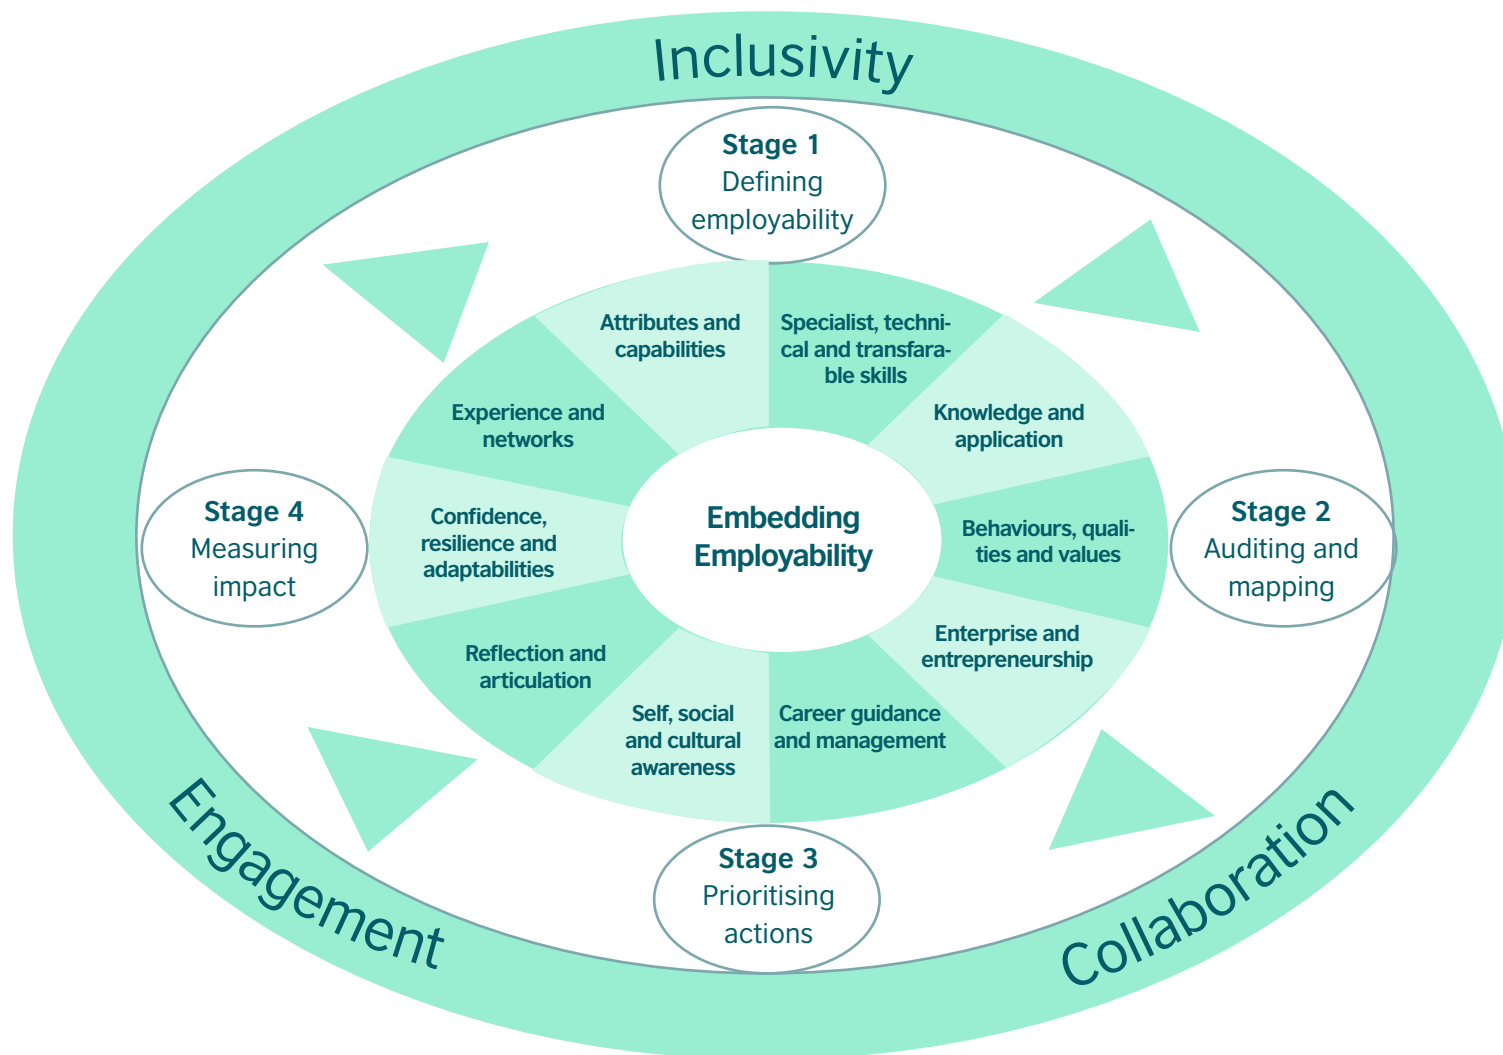 Inclusivity
Stage 1
Defining
employability
Attributes and
capabilities
Specialist, techni-
cal and transfara-
ble skills
Experience and
networks
Knowledge and
application
Stage 4
Measuring
impact
Confidence,
resilience and
adaptabilities
Embedding
Employability
Behaviours, quali-
ties and values
Stage 2
Auditing and
mapping
Reflection and
articulation
Enterprise and
entrepreneurship
Self, social
and cultural
awareness
Career guidance
and management
Stage 3
Prioritising
actions
Engagement
Collaboration